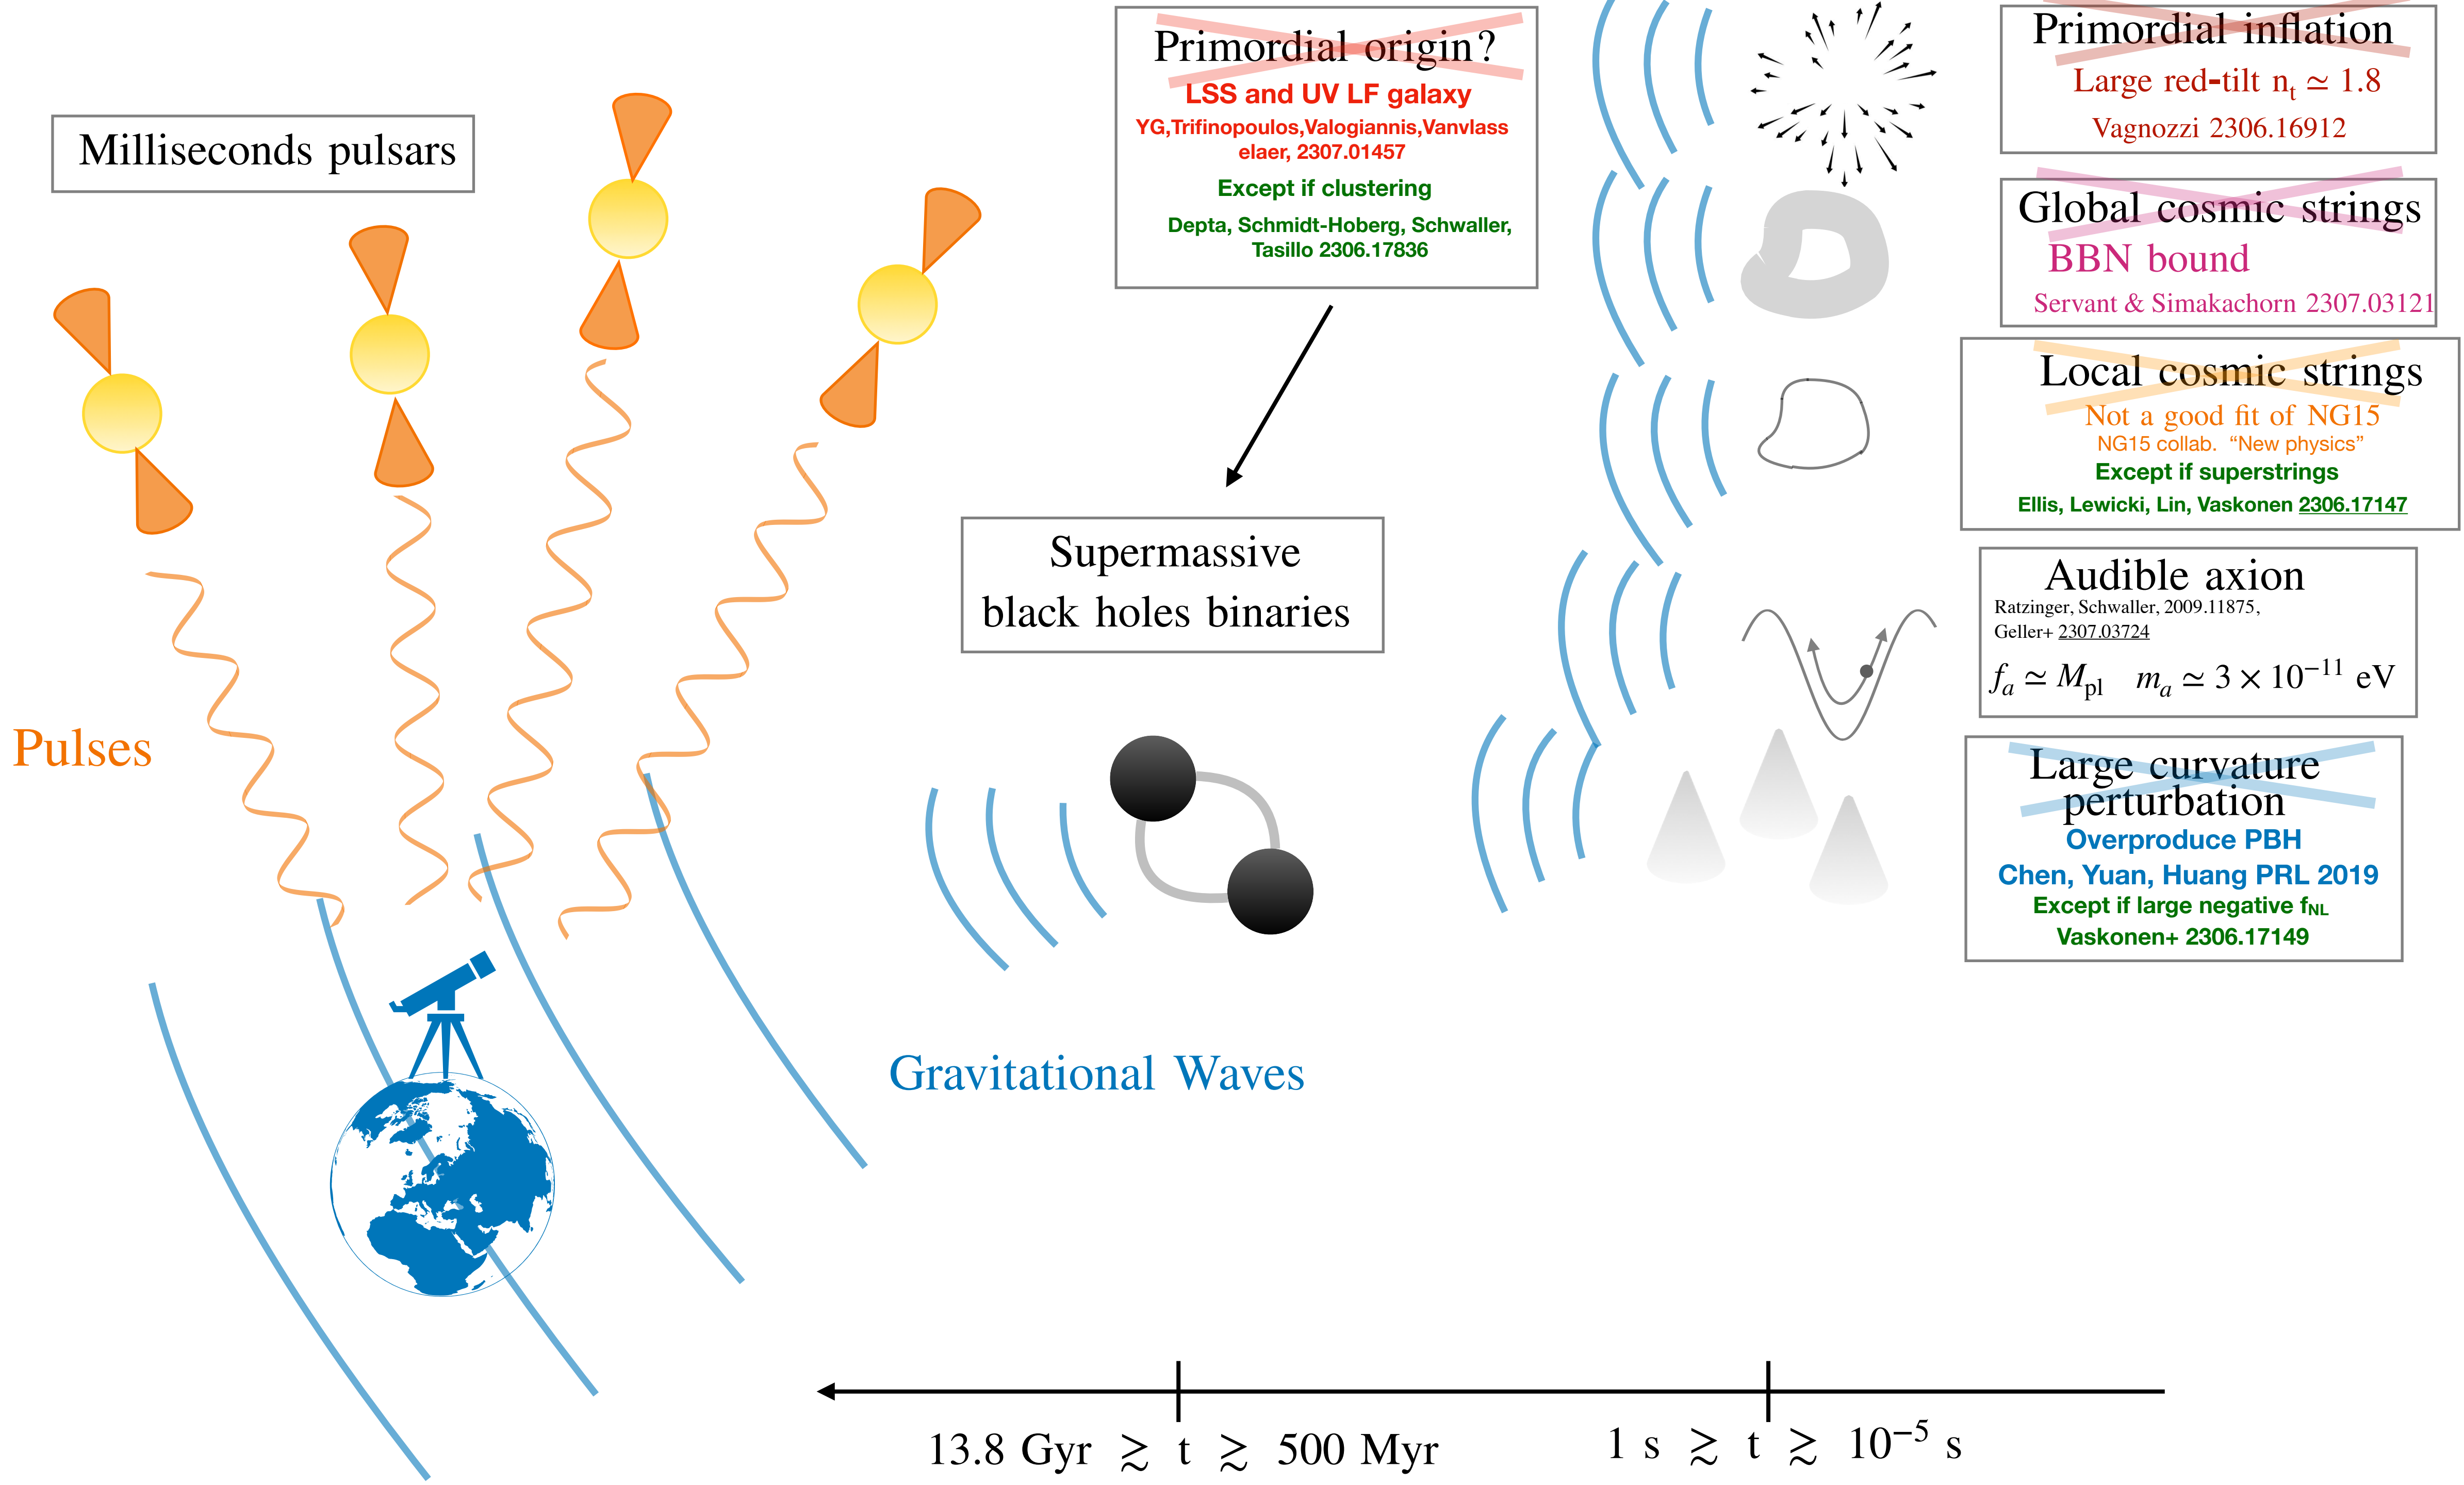 Milliseconds pulsars
Pulses
Primordial origin?
LSS and UV LF galaxy
YG,Trifinopoulos,Valogiannis,Vanvlass
elaer, 2307.01457
Except if clustering
Depta, Schmidt-Hoberg, Schwaller,
Tasillo 2306.17836
Supermassive
black holes binaries
Gravitational Waves
Primordial inflation
Large red-tilt nₜ ≃ 1.8
Vagnozzi 2306.16912
Global cosmic strings
BBN bound
Servant & Simakachorn 2307.03121
Local cosmic strings
Not a good fit of NG15
NG15 collab. “New physics”
Except if superstrings
Ellis, Lewicki, Lin, Vaskonen 2306.17147
Audible axion
Ratzinger, Schwaller, 2009.11875,
Geller+ 2307.03724
fₐ ≃ M_pl mₐ ≃ 3 × 10⁻¹¹ eV
Large curvature
perturbation
Overproduce PBH
Chen, Yuan, Huang PRL 2019
Except if large negative f_NL
Vaskonen+ 2306.17149
13.8 Gyr ≳ t ≳ 500 Myr
1 s ≳ t ≳ 10⁻⁵ s